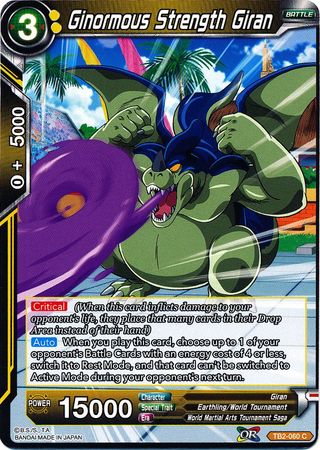 3
Ginormous Strength Giran
BATTLE
0 + 5000
Critical (When this card inflicts damage to your
opponent's life, they place that many cards in their Drop
Area instead of their hand)
Auto When you play this card, choose up to 1 of your
opponent's Battle Cards with an energy cost of 4 or less,
switch it to Rest Mode, and that card can't be switched to
Active Mode during your opponent's next turn.
POWER 15000
Character Giran
Special Trait Earthling/World Tournament
Era World Martial Arts Tournament Saga
©B.S./S., T.A.
BANDAI MADE IN JAPAN
TB2-060 C